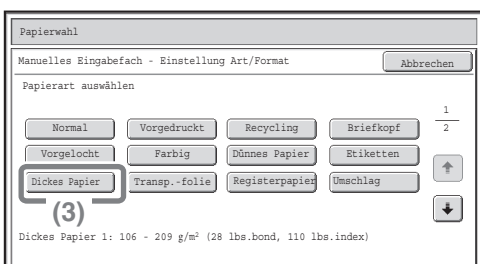 Papierwahl
Manuelles Eingabefach - Einstellung Art/Format
Abbrechen
Papierart auswählen
1
2
Normal
Vorgedruckt
Recycling
Briefkopf
Vorgelocht
Farbig
Dünnes Papier
Etiketten
Dickes Papier
Transp.-folie
Registerpapier
Umschlag
(3)
Dickes Papier 1: 106 - 209 g/m² (28 lbs.bond, 110 lbs.index)